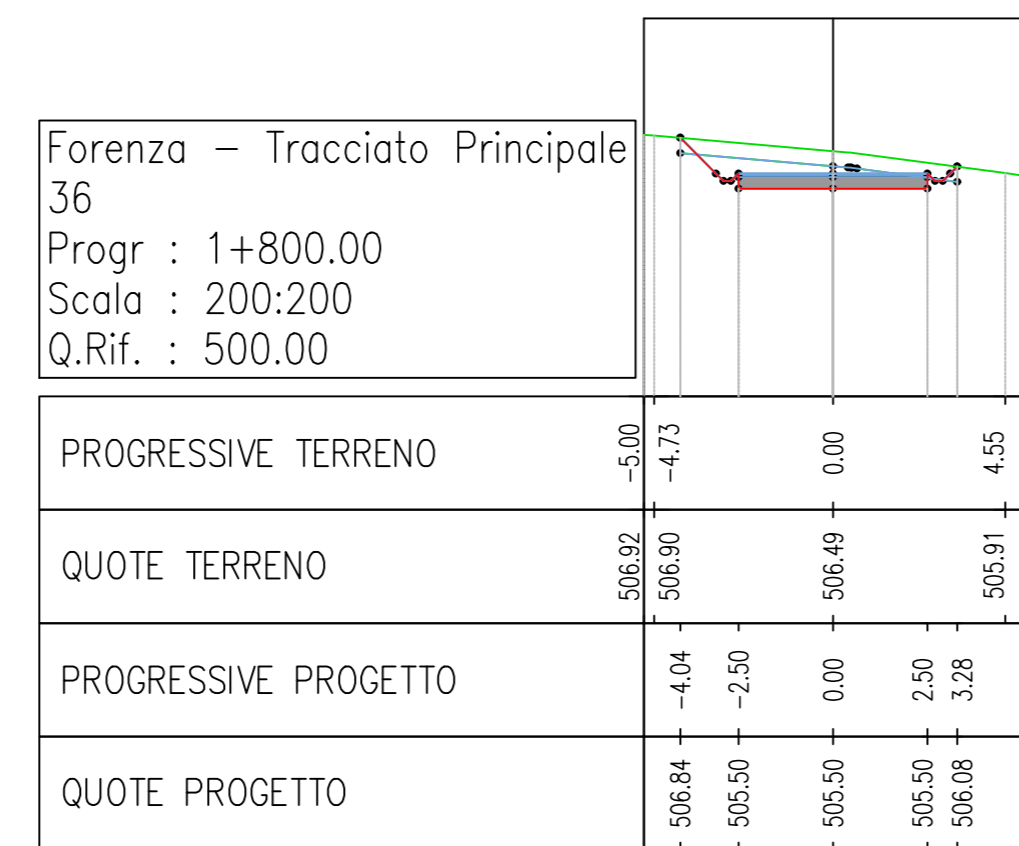 Forenza – Tracciato Principale
36
Progr : 1+800.00
Scala : 200:200
Q.Rif. : 500.00
PROGRESSIVE TERRENO -5.00 -4.73 0.00 4.55
QUOTE TERRENO 506.92 506.90 506.49 505.91
PROGRESSIVE PROGETTO -4.04 -2.50 0.00 2.50 3.28
QUOTE PROGETTO 506.84 505.50 505.50 505.50 506.08